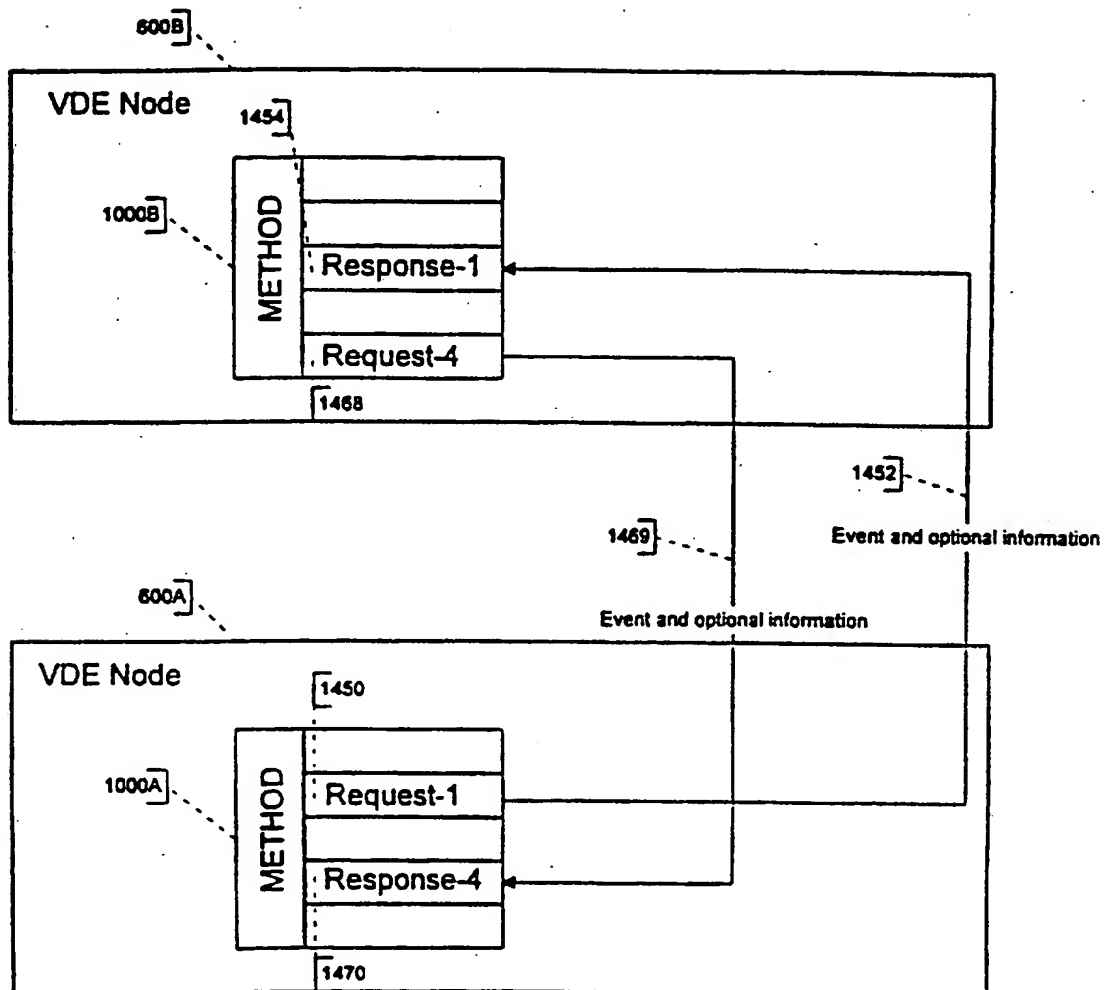 600B
VDE Node
1454
1000B
METHOD
Response-1
Request-4
1468
1452
Event and optional information
1469
600A
Event and optional information
VDE Node
1450
1000A
METHOD
Request-1
Response-4
1470